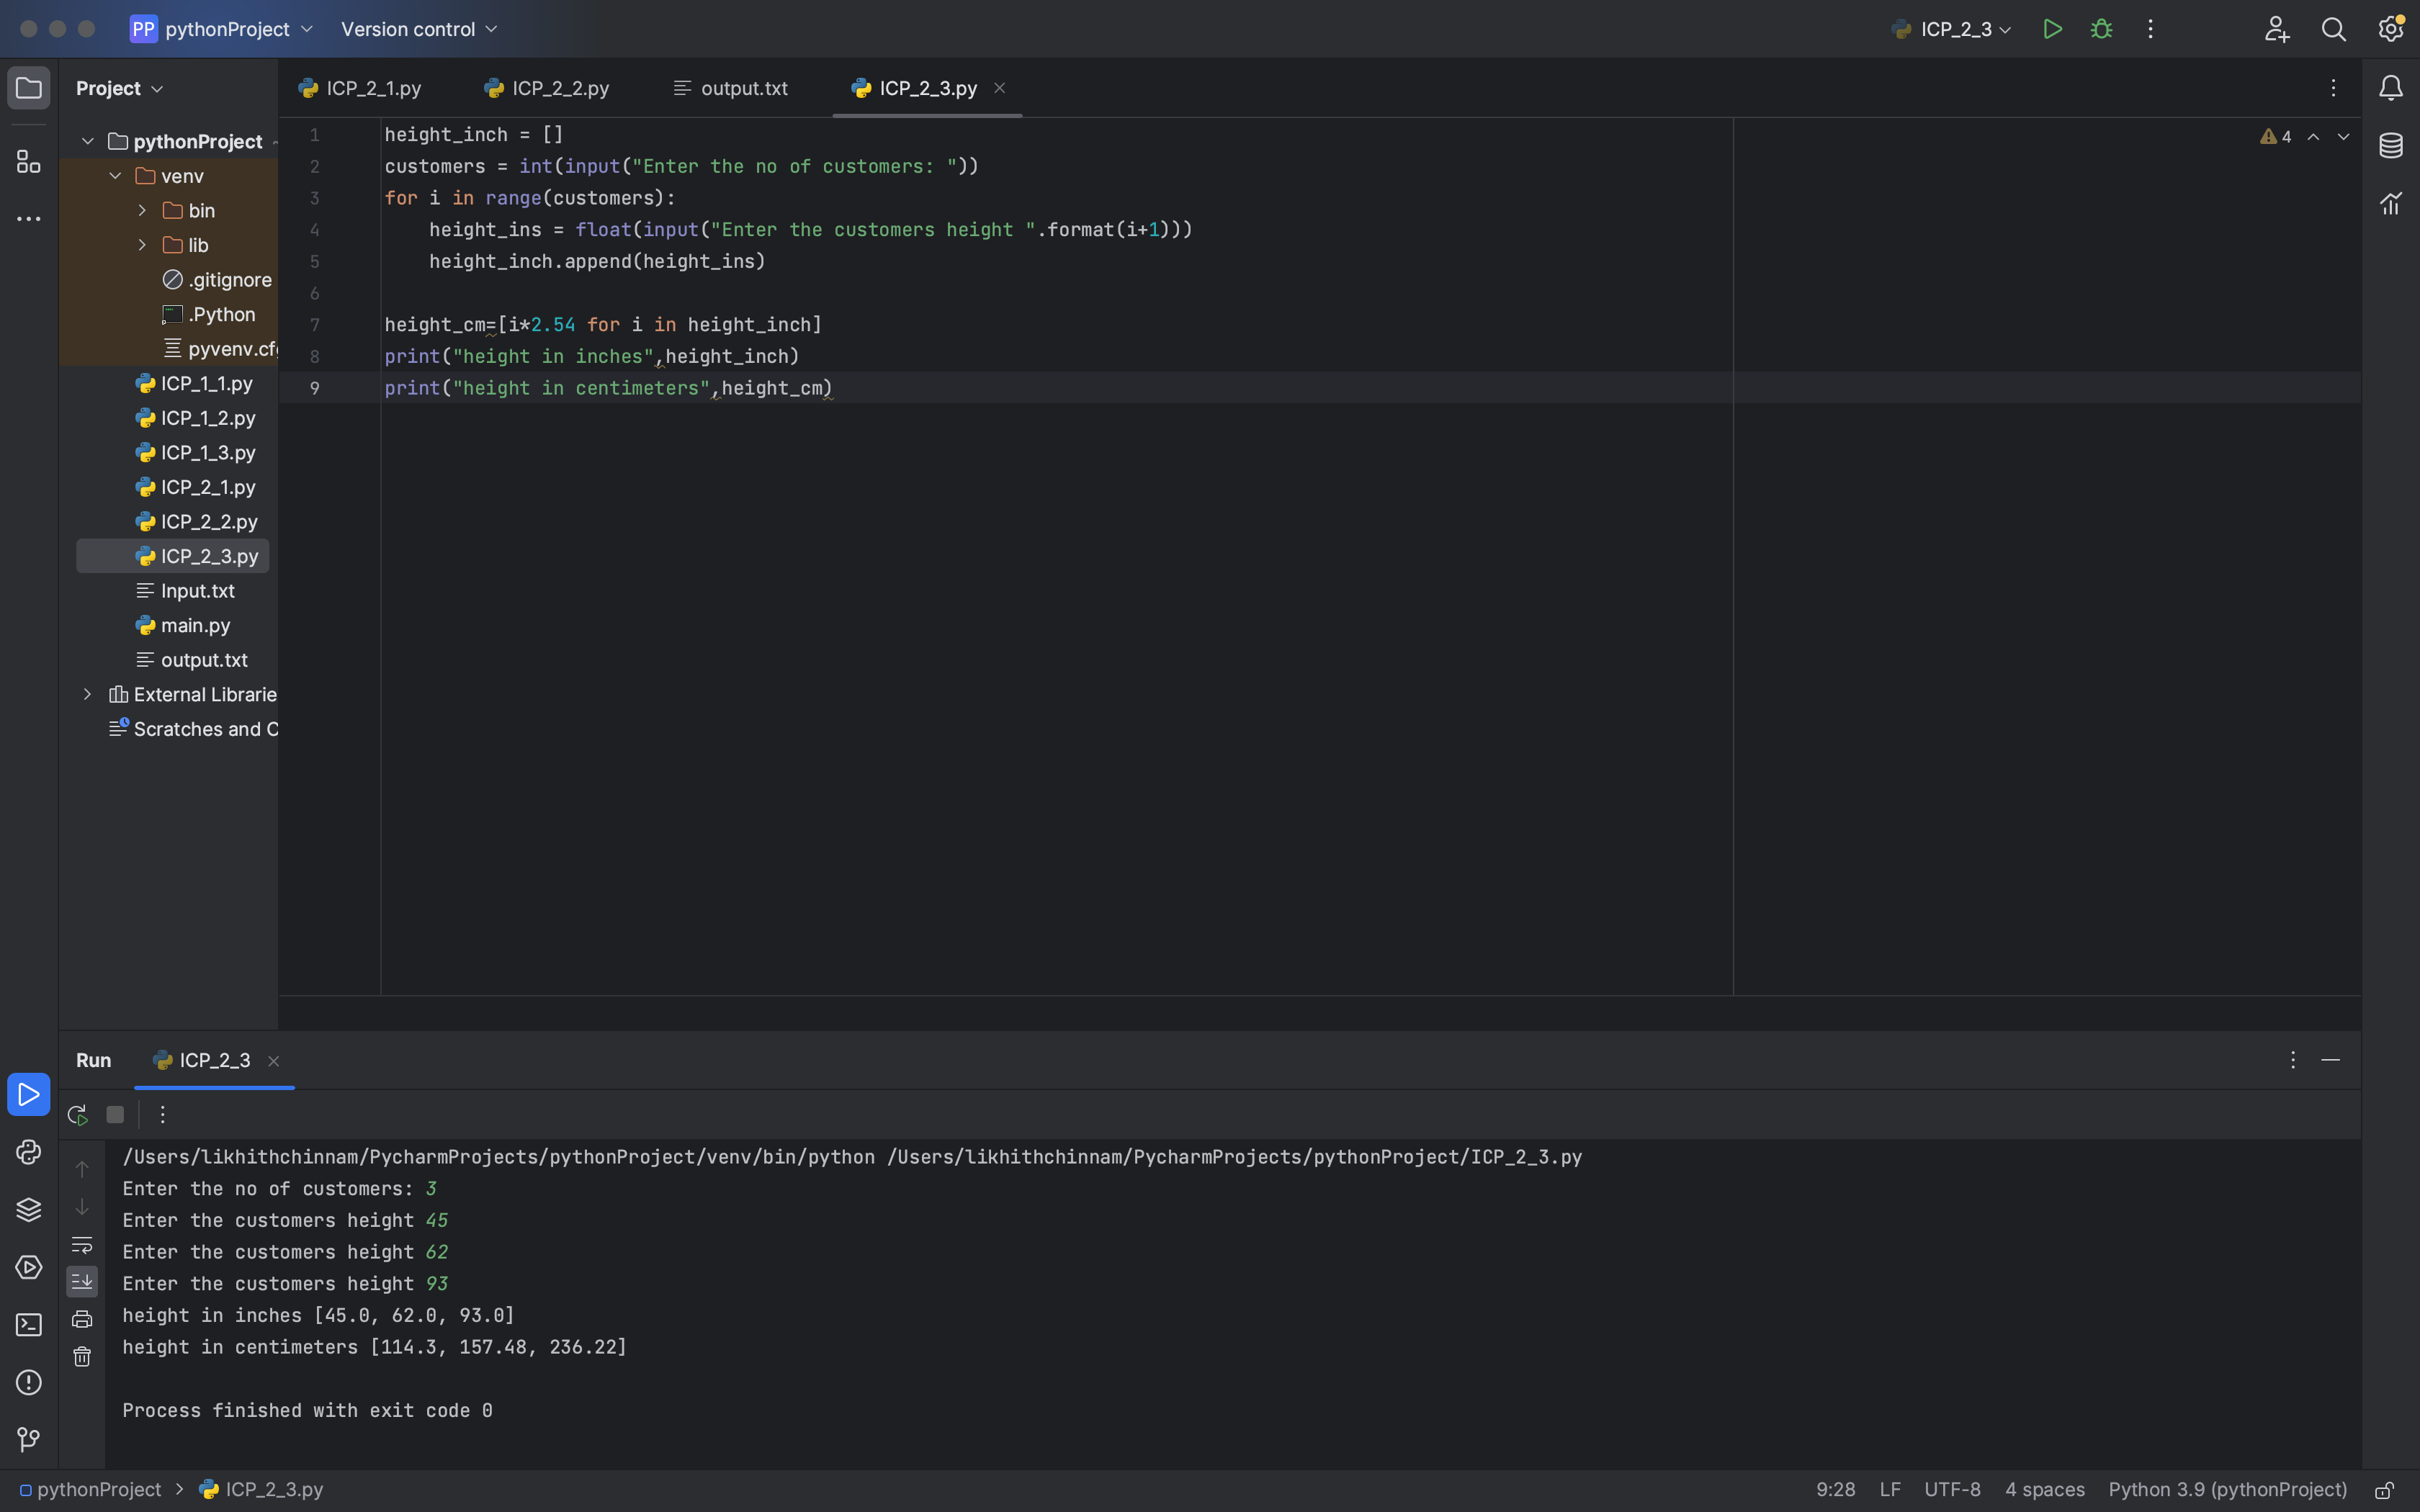 PP pythonProject Version control ICP_2_3
Project
ICP_2_1.py ICP_2_2.py output.txt ICP_2_3.py
pythonProject
venv
bin
lib
.gitignore
.Python
pyvenv.cf
ICP_1_1.py
ICP_1_2.py
ICP_1_3.py
ICP_2_1.py
ICP_2_2.py
ICP_2_3.py
Input.txt
main.py
output.txt
External Librarie
Scratches and C
4
1 height_inch = []
2 customers = int(input("Enter the no of customers: "))
3 for i in range(customers):
4     height_ins = float(input("Enter the customers height ".format(i+1)))
5     height_inch.append(height_ins)
6
7 height_cm=[i*2.54 for i in height_inch]
8 print("height in inches",height_inch)
9 print("height in centimeters",height_cm)
Run ICP_2_3
/Users/likhithchinnam/PycharmProjects/pythonProject/venv/bin/python /Users/likhithchinnam/PycharmProjects/pythonProject/ICP_2_3.py
Enter the no of customers: 3
Enter the customers height 45
Enter the customers height 62
Enter the customers height 93
height in inches [45.0, 62.0, 93.0]
height in centimeters [114.3, 157.48, 236.22]
Process finished with exit code 0
pythonProject > ICP_2_3.py 9:28 LF UTF-8 4 spaces Python 3.9 (pythonProject)